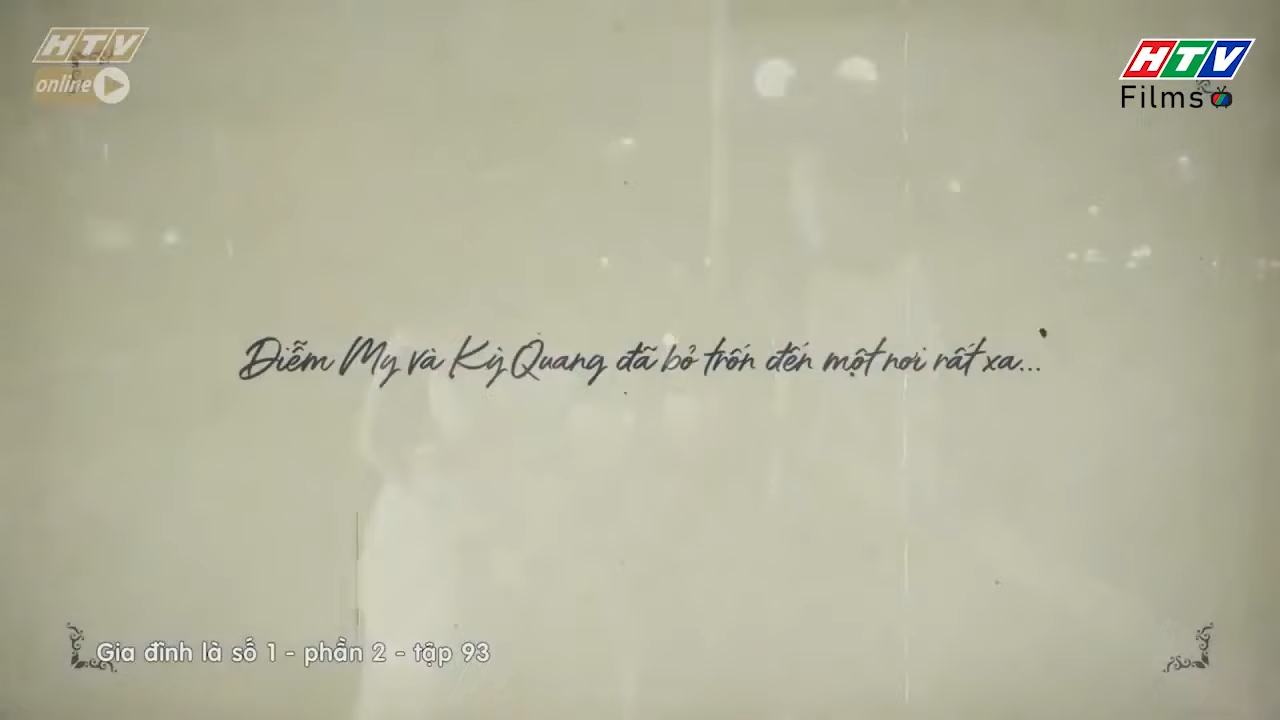 HTV
online
HTV
Films
Diễm My và Kỳ Quang đã bỏ trốn đến một nơi rất xa...
Gia đình là số 1 - phần 2 - tập 93